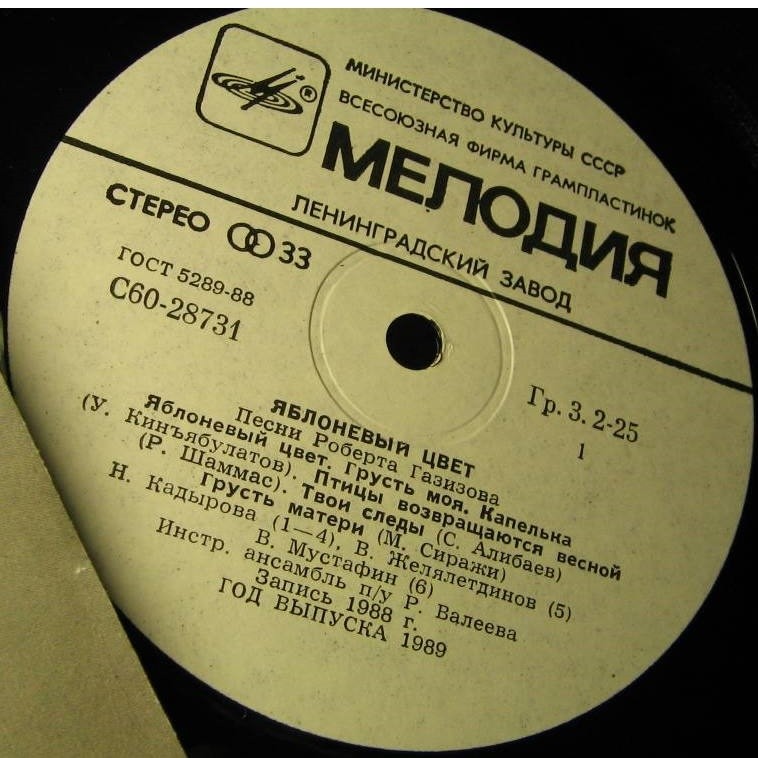 ®
МИНИСТЕРСТВО КУЛЬТУРЫ СССР
ВСЕСОЮЗНАЯ ФИРМА ГРАМПЛАСТИНОК
МЕЛОДИЯ
ЛЕНИНГРАДСКИЙ ЗАВОД
СТЕРЕО 33
ГОСТ 5289-88
С60-28731
Гр. 3. 2-25
1
ЯБЛОНЕВЫЙ ЦВЕТ
Песни Роберта Газизова
Яблоневый цвет. Грусть моя. Капелька
(У. Кинъябулатов). Птицы возвращаются весной
(Р. Шаммас). Твои следы (С. Алибаев)
Грусть матери (М. Сиражи)
Н. Кадырова (1—4), В. Желялетдинов (5)
В. Мустафин (6)
Инстр. ансамбль п/у Р. Валеева
Запись 1988 г.
ГОД ВЫПУСКА 1989